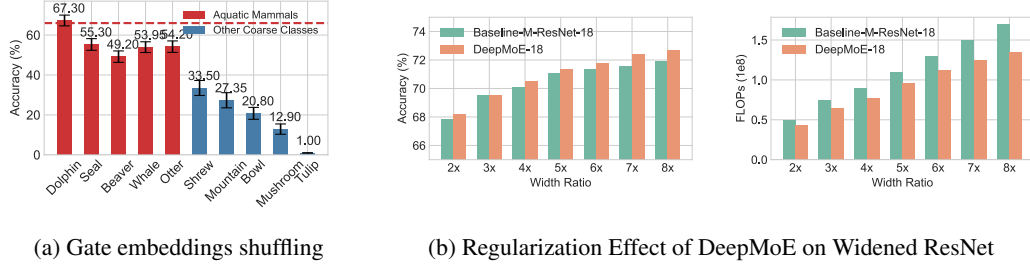 67.30
55.30
49.20
53.95
54.20
33.50
27.35
20.80
12.90
1.00
Aquatic Mammals
Other Coarse Classes
Accuracy (%)
60
40
20
0
Dolphin
Seal
Beaver
Whale
Otter
Shrew
Mountain
Bowl
Mushroom
Tulip
(a) Gate embeddings shuffling
Baseline-M-ResNet-18
DeepMoE-18
Accuracy (%)
74
72
70
68
66
2x 3x 4x 5x 6x 7x 8x
Width Ratio
Baseline-M-ResNet-18
DeepMoE-18
FLOPs (1e8)
1.5
1.0
0.5
0.0
2x 3x 4x 5x 6x 7x 8x
Width Ratio
(b) Regularization Effect of DeepMoE on Widened ResNet